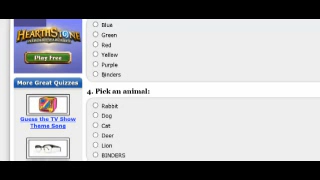 HEARTHSTONE
Play Free
More Great Quizzes
Guess the TV Show
Theme Song
Blue
Green
Red
Yellow
Purple
Binders
4. Pick an animal:
Rabbit
Dog
Cat
Deer
Lion
BINDERS